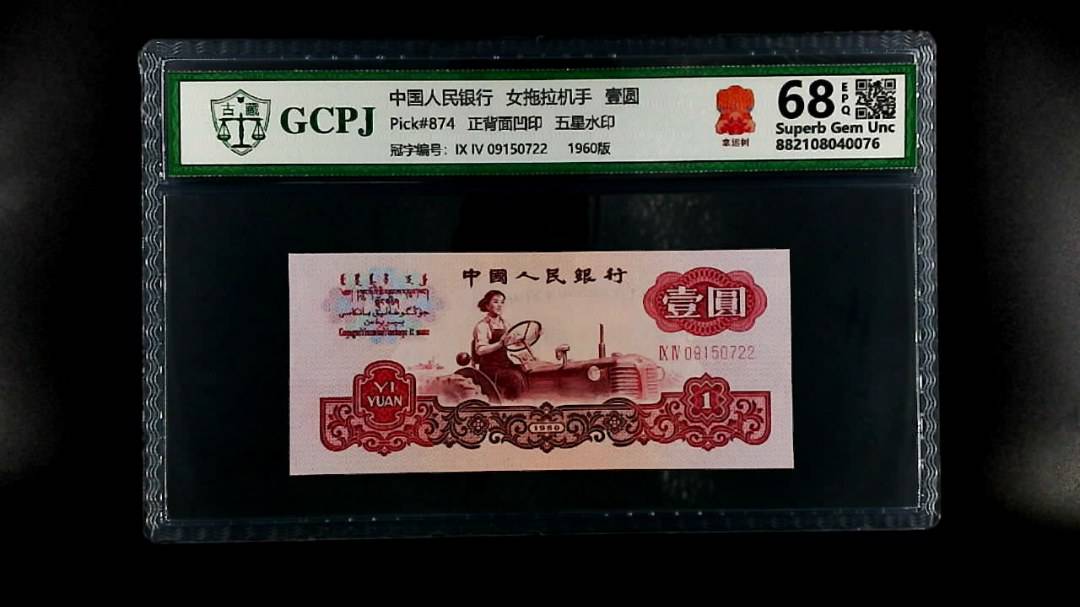 古 藏
GCPJ
中国人民银行 女拖拉机手 壹圆
Pick#874 正背面凹印 五星水印
冠字编号: IX IV 09150722 1960版
幸运树
68 EPQ
Superb Gem Unc
882108040076
中國人民銀行
壹圓
IX IV 09150722
YI
YUAN
1960
1